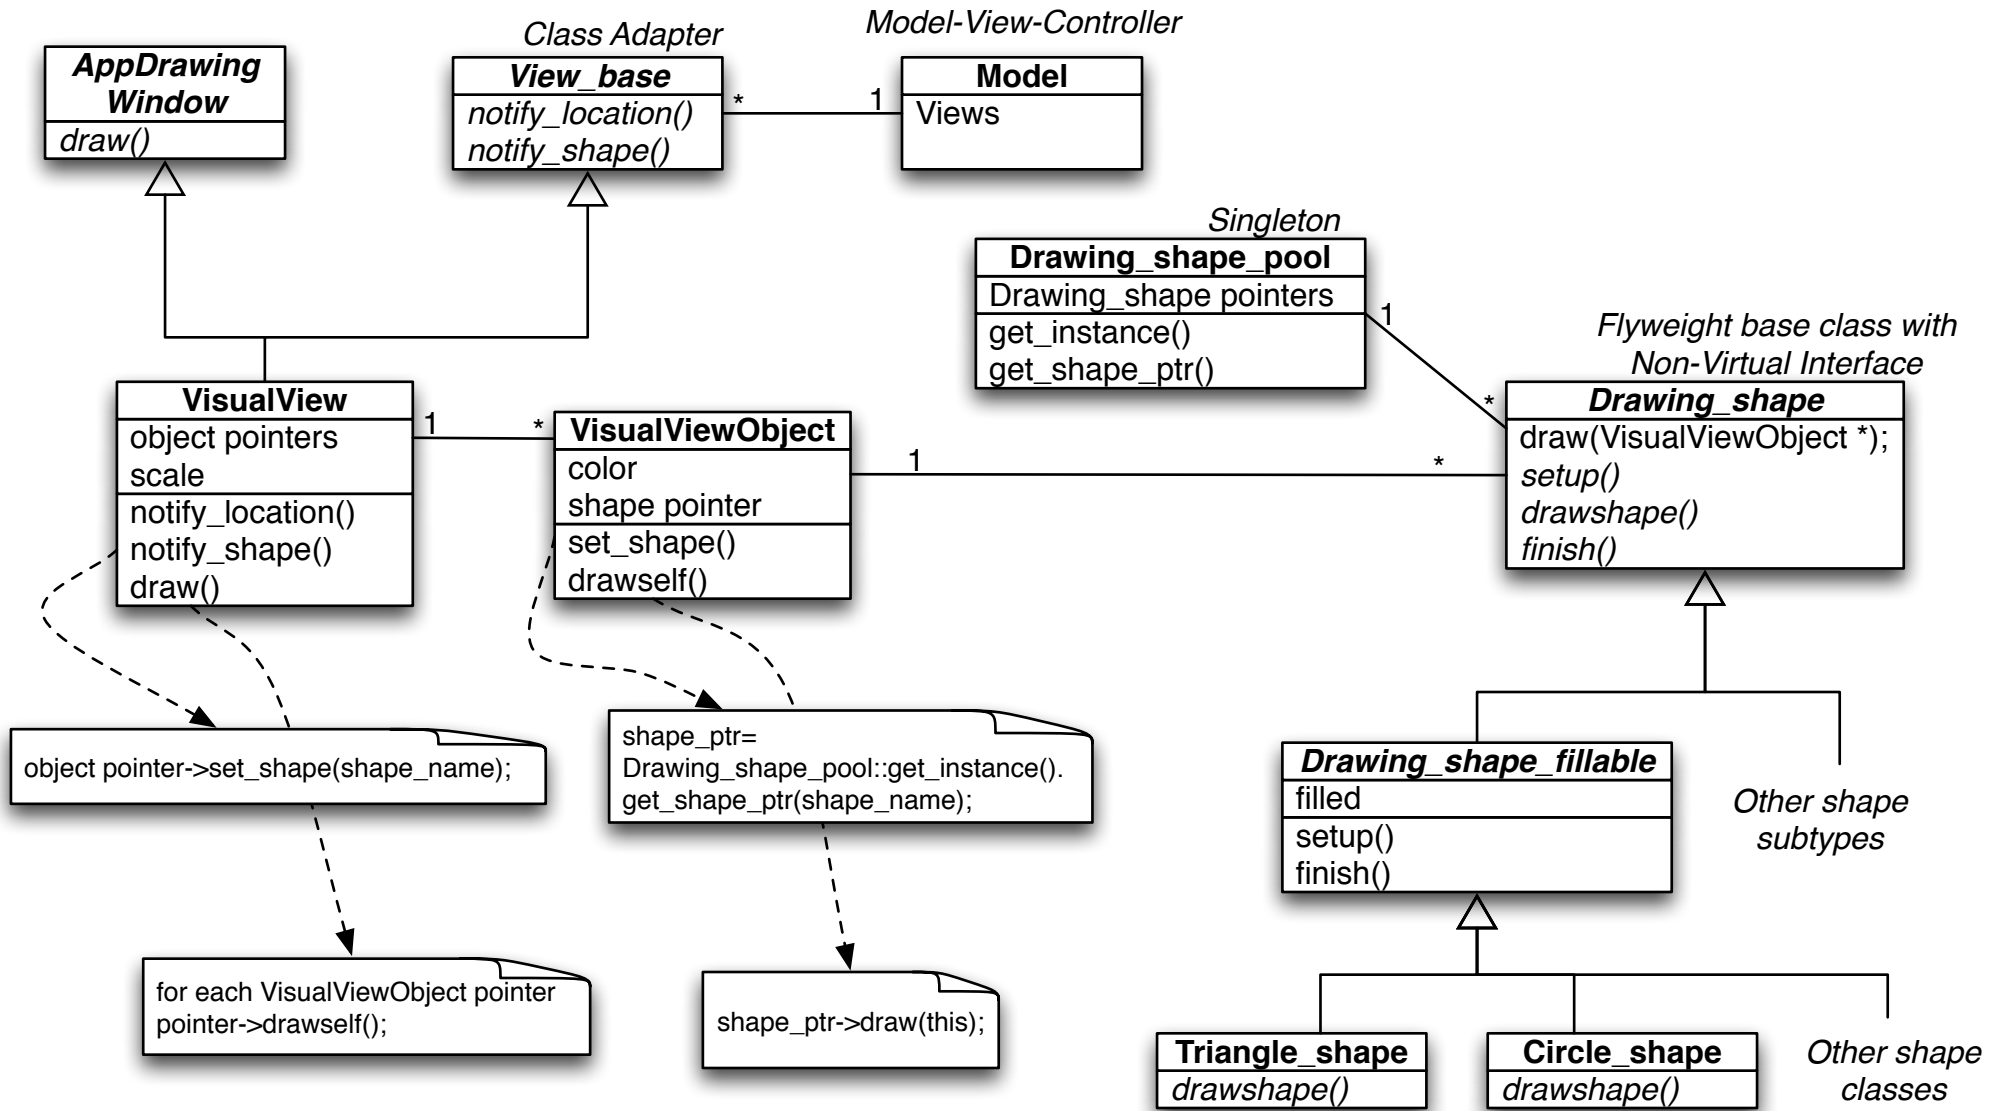 Class Adapter
Model-View-Controller
AppDrawing
Window
draw()
View_base
notify_location()
notify_shape()
*
1
Model
Views
Singleton
Drawing_shape_pool
Drawing_shape pointers
get_instance()
get_shape_ptr()
1
*
Flyweight base class with
Non-Virtual Interface
Drawing_shape
draw(VisualViewObject *);
setup()
drawshape()
finish()
VisualView
object pointers
scale
notify_location()
notify_shape()
draw()
1
*
VisualViewObject
color
shape pointer
set_shape()
drawself()
1
*
object pointer->set_shape(shape_name);
shape_ptr=
Drawing_shape_pool::get_instance().
get_shape_ptr(shape_name);
Drawing_shape_fillable
filled
setup()
finish()
Other shape
subtypes
for each VisualViewObject pointer
pointer->drawself();
shape_ptr->draw(this);
Triangle_shape
drawshape()
Circle_shape
drawshape()
Other shape
classes